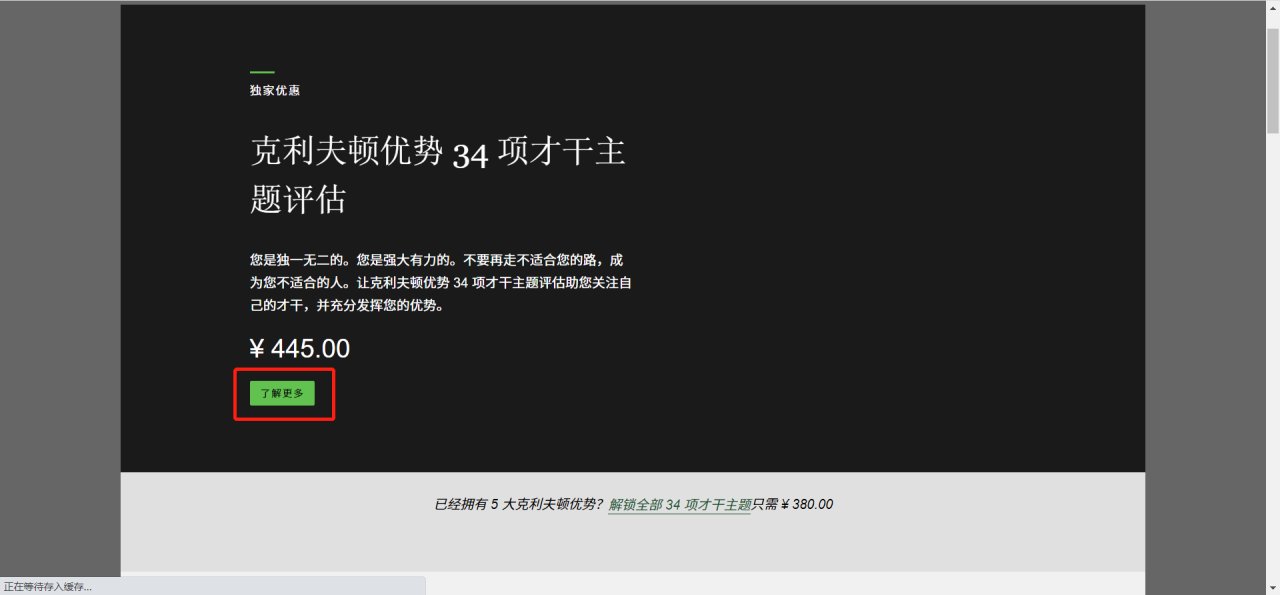 独家优惠
克利夫顿优势 34 项才干主
题评估
您是独一无二的。您是强大有力的。不要再走不适合您的路，成
为您不适合的人。让克利夫顿优势 34 项才干主题评估助您关注自
己的才干，并充分发挥您的优势。
¥ 445.00
了解更多
已经拥有 5 大克利夫顿优势？解锁全部 34 项才干主题只需 ¥ 380.00
正在等待存入缓存...